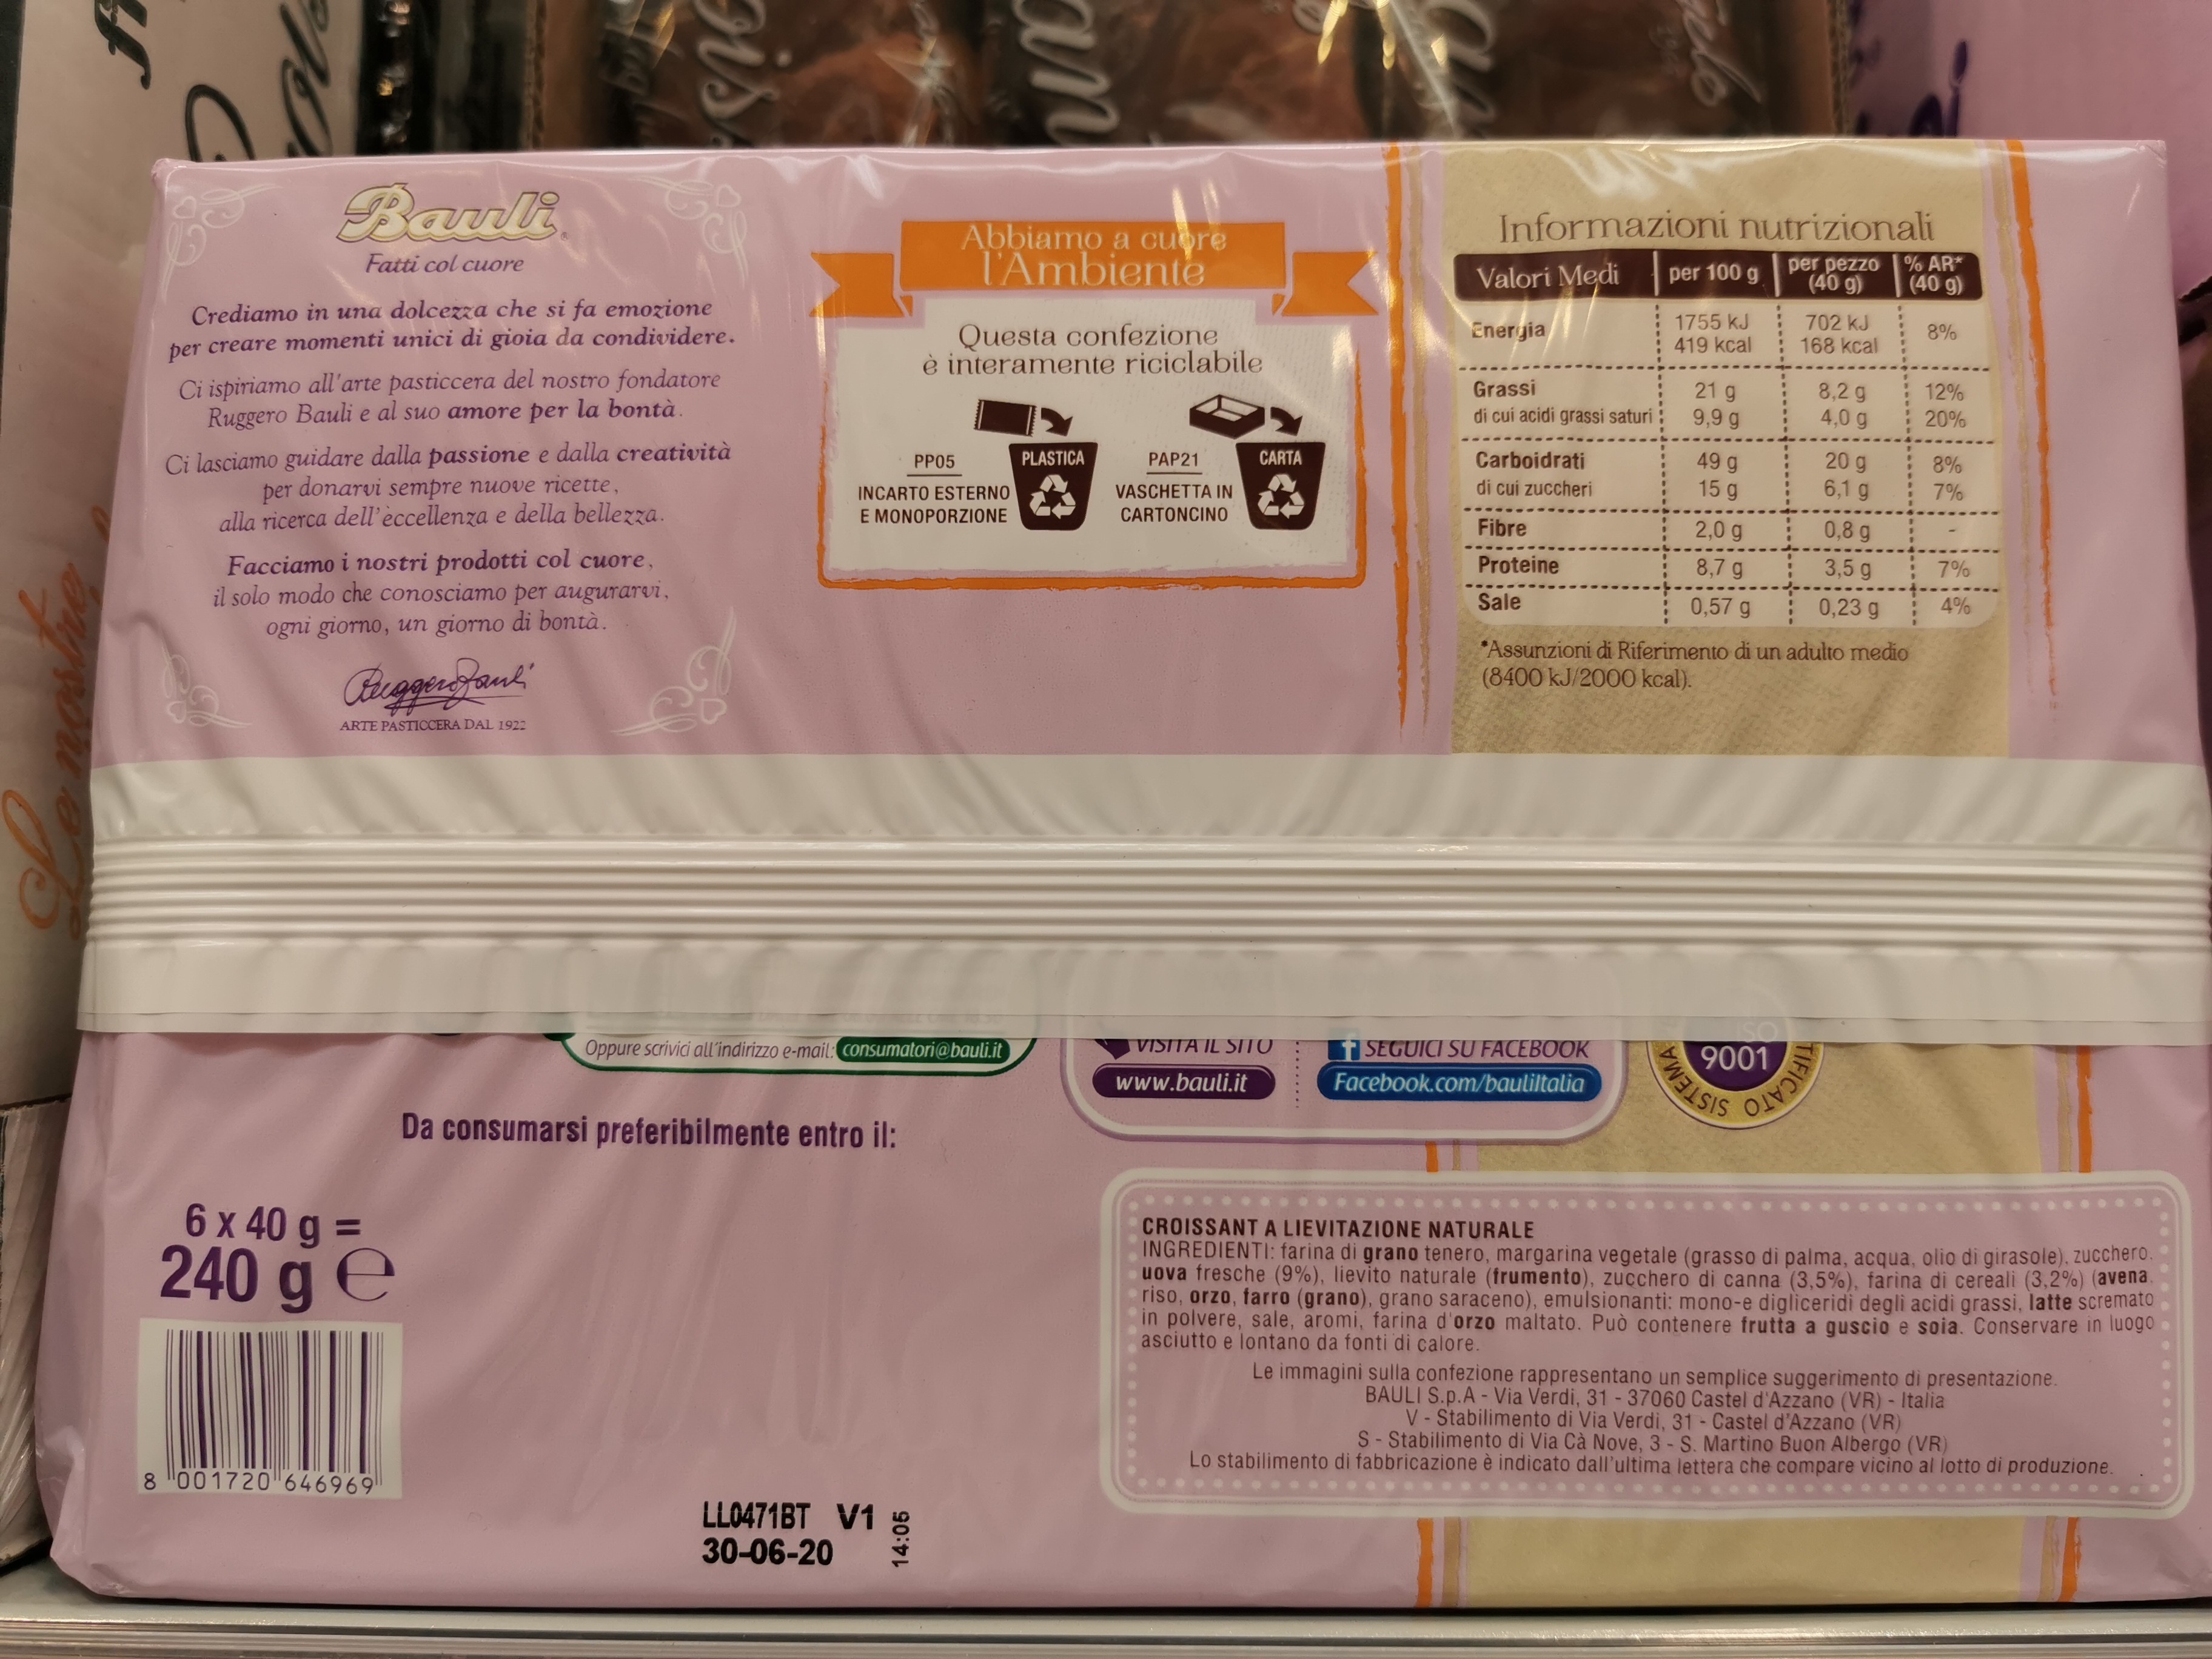 Bauli
Fatti col cuore
Crediamo in una dolcezza che si fa emozione
per creare momenti unici di gioia da condividere.
Ci ispiriamo all'arte pasticcera del nostro fondatore
Ruggero Bauli e al suo amore per la bontà.
Ci lasciamo guidare dalla passione e dalla creatività
per donarvi sempre nuove ricette,
alla ricerca dell'eccellenza e della bellezza.
Facciamo i nostri prodotti col cuore,
il solo modo che conosciamo per augurarvi,
ogni giorno, un giorno di bontà.
Ruggero Bauli
ARTE PASTICCERA DAL 1922
Abbiamo a cuore
l'Ambiente
Questa confezione
è interamente riciclabile
PP05 PLASTICA
INCARTO ESTERNO
E MONOPORZIONE
PAP21 CARTA
VASCHETTA IN
CARTONCINO
Informazioni nutrizionali
Valori Medi per 100 g per pezzo (40 g) % AR* (40 g)
Energia 1755 kJ 702 kJ 8%
419 kcal 168 kcal
Grassi 21 g 8,2 g 12%
di cui acidi grassi saturi 9,9 g 4,0 g 20%
Carboidrati 49 g 20 g 8%
di cui zuccheri 15 g 6,1 g 7%
Fibre 2,0 g 0,8 g -
Proteine 8,7 g 3,5 g 7%
Sale 0,57 g 0,23 g 4%
*Assunzioni di Riferimento di un adulto medio
(8400 kJ/2000 kcal).
Le nostre
Oppure scrivici all'indirizzo e-mail: consumatori@bauli.it
VISITA IL SITO
www.bauli.it
f SEGUICI SU FACEBOOK
Facebook.com/bauliItalia
ISO
9001
SISTEMA
Da consumarsi preferibilmente entro il:
6 x 40 g =
240 g e
8 001720 646969
LL0471BT V1
30-06-20
14:05
CROISSANT A LIEVITAZIONE NATURALE
INGREDIENTI: farina di grano tenero, margarina vegetale (grasso di palma, acqua, olio di girasole), zucchero,
uova fresche (9%), lievito naturale (frumento), zucchero di canna (3,5%), farina di cereali (3,2%) (avena,
riso, orzo, farro (grano), grano saraceno), emulsionanti: mono-e digliceridi degli acidi grassi, latte scremato
in polvere, sale, aromi, farina d'orzo maltato. Può contenere frutta a guscio e soia. Conservare in luogo
asciutto e lontano da fonti di calore.
Le immagini sulla confezione rappresentano un semplice suggerimento di presentazione.
BAULI S.p.A - Via Verdi, 31 - 37060 Castel d'Azzano (VR) - Italia
V - Stabilimento di Via Verdi, 31 - Castel d'Azzano (VR)
S - Stabilimento di Via Cà Nove, 3 - S. Martino Buon Albergo (VR)
Lo stabilimento di fabbricazione è indicato dall'ultima lettera che compare vicino al lotto di produzione.